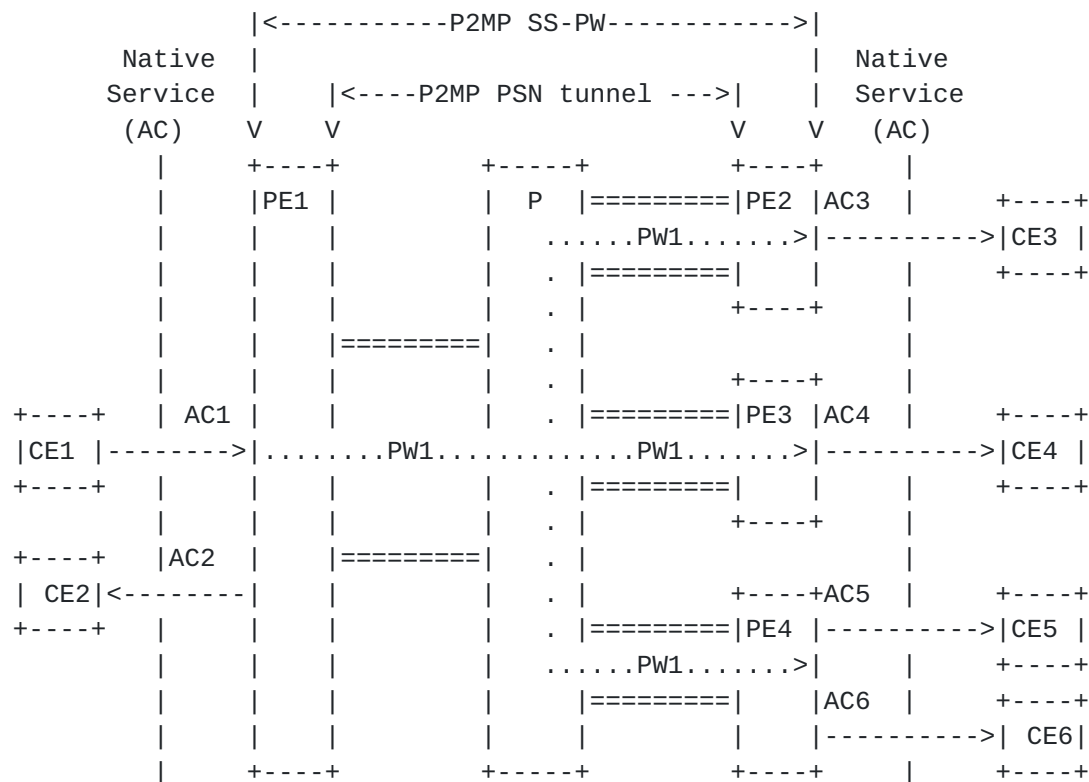 |<-----------P2MP SS-PW------------>|
Native | | Native
Service | |<----P2MP PSN tunnel --->| | Service
(AC) V V V V (AC)
| +----+ +-----+ +----+ |
| |PE1 | | P |=========|PE2 |AC3 | +----+
| | | | ......PW1.......>|---------->|CE3 |
| | | | . |=========| | | +----+
| | | | . | +----+ |
| | |=========| . | |
| | | | . | +----+ |
+----+ | AC1 | | | . |=========|PE3 |AC4 | +----+
|CE1 |-------->|........PW1.............PW1.......>|---------->|CE4 |
+----+ | | | | . |=========| | | +----+
| | | | . | +----+ |
+----+ |AC2 | |=========| . | |
| CE2|<--------| | | . | +----+AC5 | +----+
+----+ | | | | . |=========|PE4 |---------->|CE5 |
| | | | ......PW1.......>| | +----+
| | | | |=========| |AC6 | +----+
| | | | | | |---------->| CE6|
| +----+ +-----+ +----+ | +----+